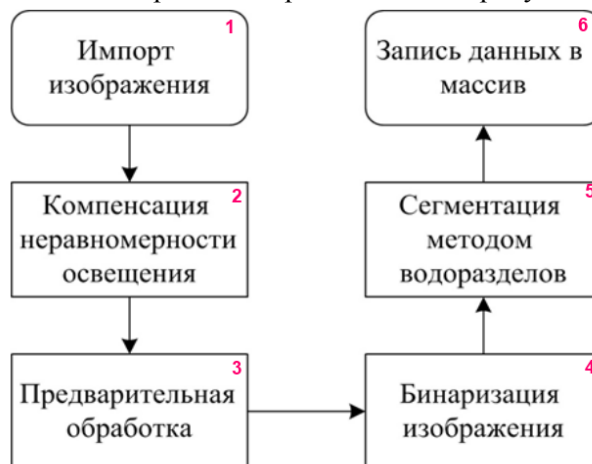 1
Импорт
изображения
2
Компенсация
неравномерности
освещения
3
Предварительная
обработка
4
Бинаризация
изображения
5
Сегментация
методом
водоразделов
6
Запись данных в
массив